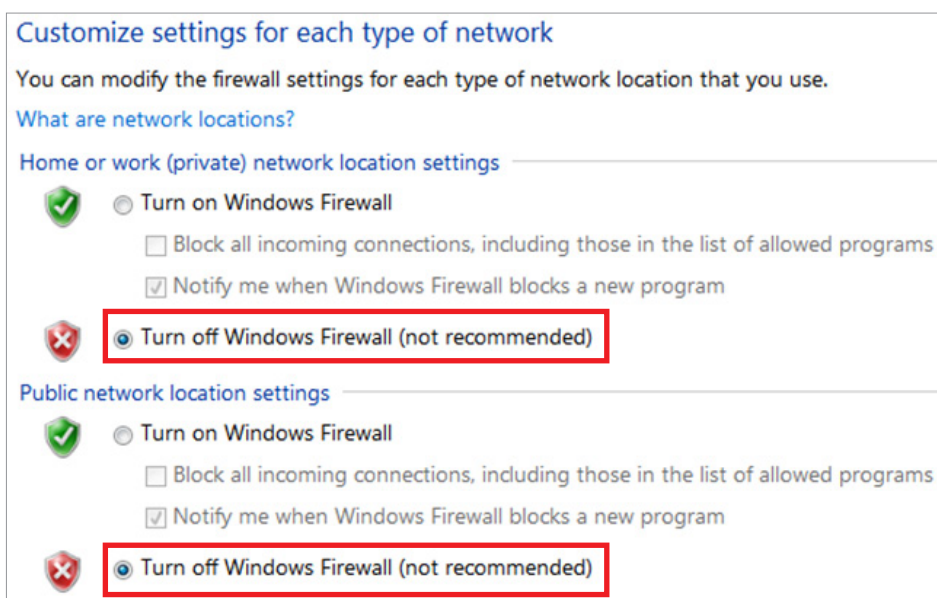 Customize settings for each type of network
You can modify the firewall settings for each type of network location that you use.
What are network locations?
Home or work (private) network location settings
Turn on Windows Firewall
Block all incoming connections, including those in the list of allowed programs
Notify me when Windows Firewall blocks a new program
Turn off Windows Firewall (not recommended)
Public network location settings
Turn on Windows Firewall
Block all incoming connections, including those in the list of allowed programs
Notify me when Windows Firewall blocks a new program
Turn off Windows Firewall (not recommended)